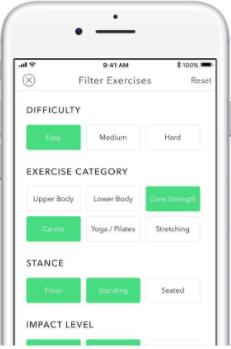 9:41 AM 100%
Filter Exercises Reset
DIFFICULTY
Easy Medium Hard
EXERCISE CATEGORY
Upper Body Lower Body Core Strength
Cardio Yoga / Pilates Stretching
STANCE
Floor Standing Seated
IMPACT LEVEL